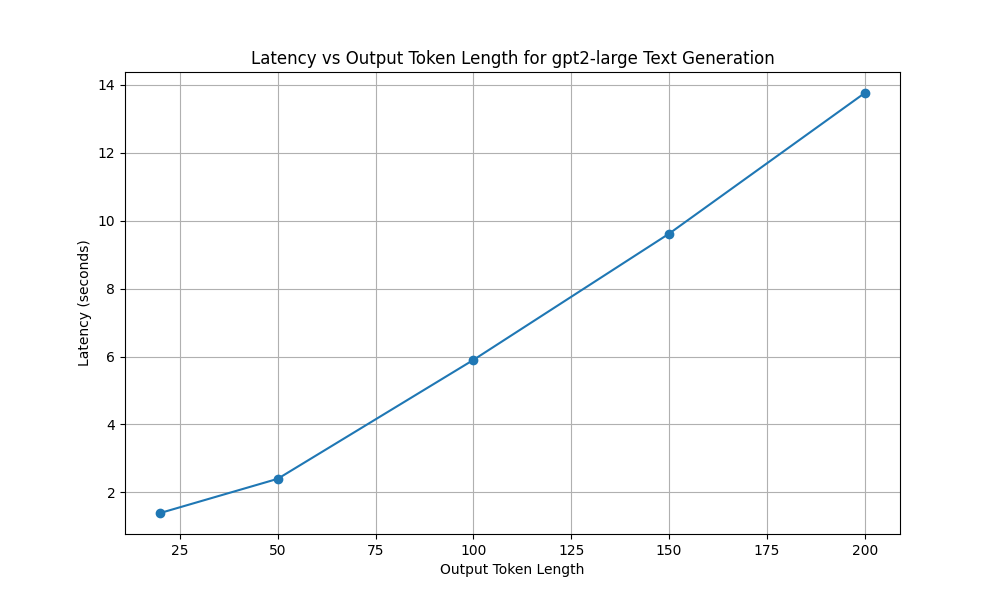 Latency vs Output Token Length for gpt2-large Text Generation
14
12
10
8
6
4
2
Latency (seconds)
25 50 75 100 125 150 175 200
Output Token Length